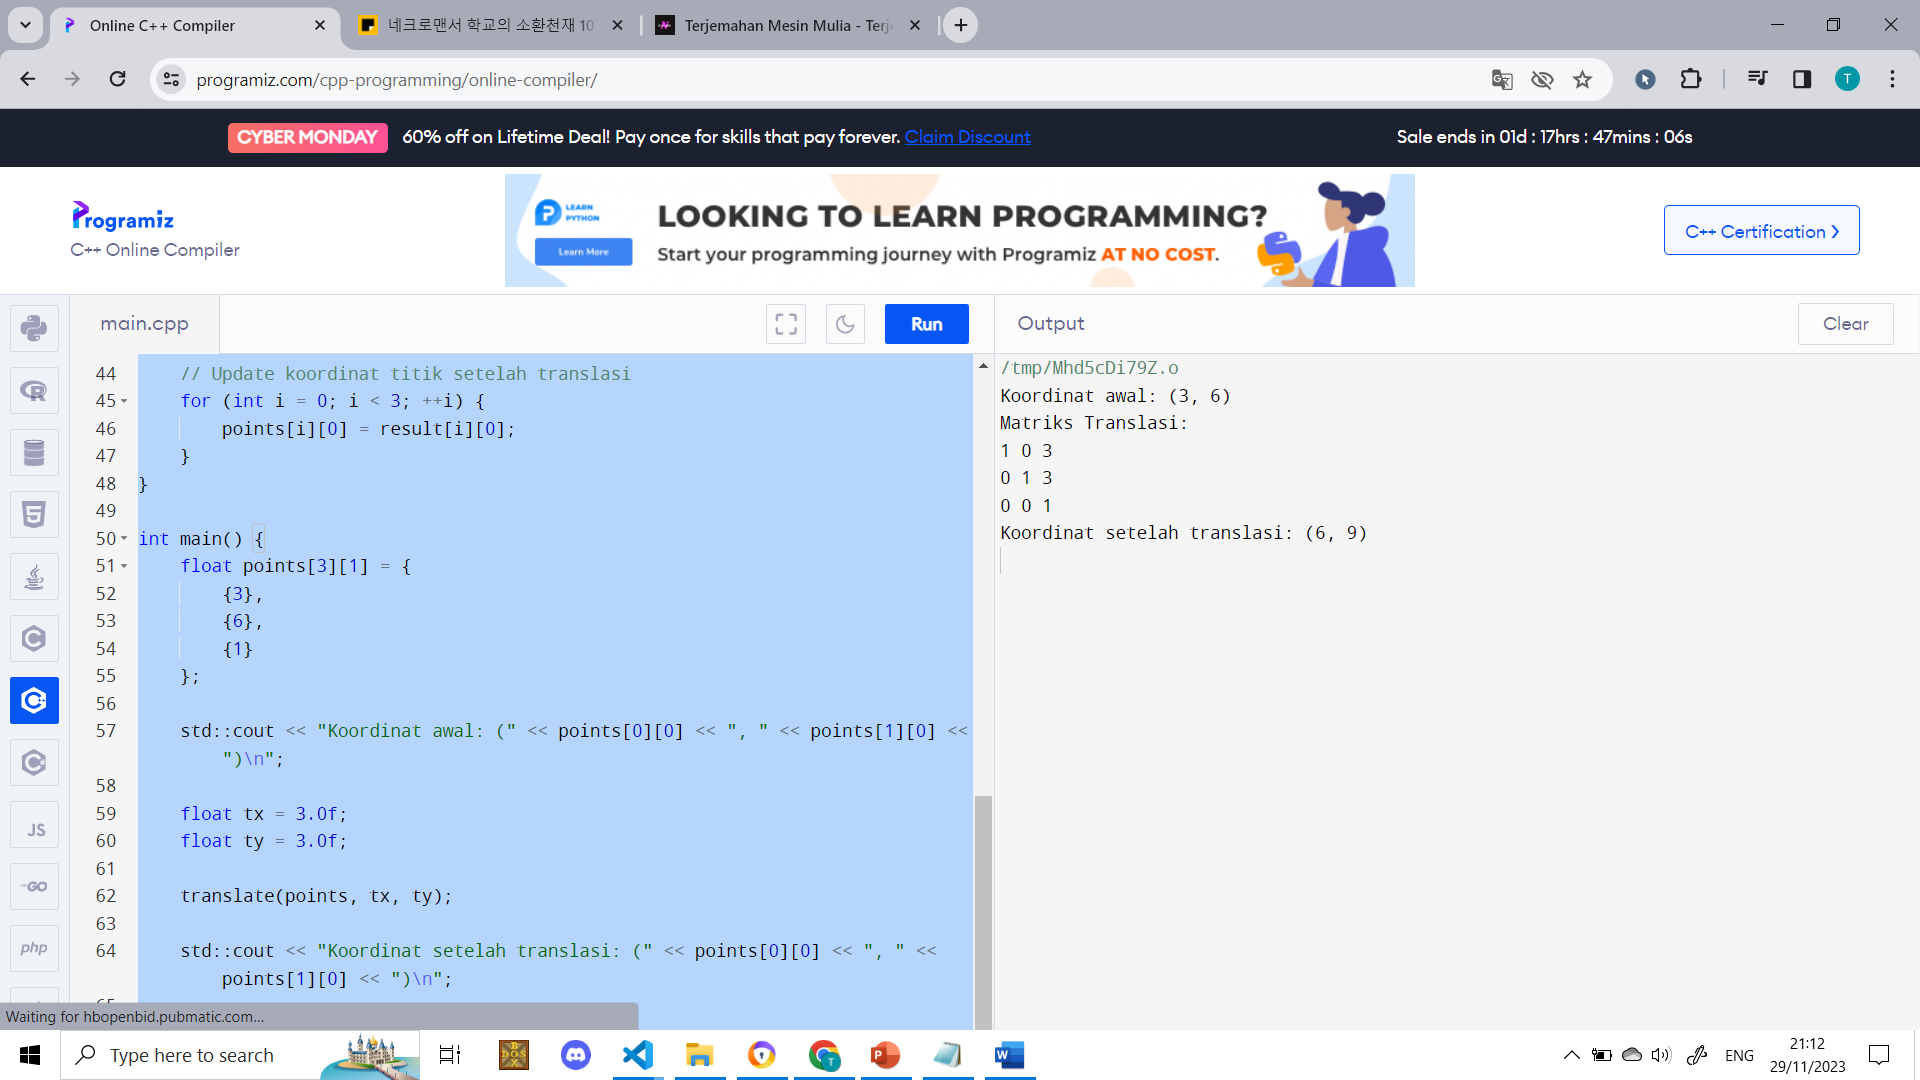 Online C++ Compiler
네크로맨서 학교의 소환천재 10
Terjemahan Mesin Mulia - Terje
programiz.com/cpp-programming/online-compiler/
T
CYBER MONDAY 60% off on Lifetime Deal! Pay once for skills that pay forever. Claim Discount
Sale ends in 01d : 17hrs : 47mins : 06s
Programiz
C++ Online Compiler
LEARN
PYTHON
Learn More
LOOKING TO LEARN PROGRAMMING?
Start your programming journey with Programiz AT NO COST.
C++ Certification
main.cpp
Run
Output
Clear
44 // Update koordinat titik setelah translasi
45 for (int i = 0; i < 3; ++i) {
46 points[i][0] = result[i][0];
47 }
48 }
49
50 int main() {
51 float points[3][1] = {
52 {3},
53 {6},
54 {1}
55 };
56
57 std::cout << "Koordinat awal: (" << points[0][0] << ", " << points[1][0] <<
")\n";
58
59 float tx = 3.0f;
60 float ty = 3.0f;
61
62 translate(points, tx, ty);
63
64 std::cout << "Koordinat setelah translasi: (" << points[0][0] << ", " <<
points[1][0] << ")\n";
/tmp/Mhd5cDi79Z.o
Koordinat awal: (3, 6)
Matriks Translasi:
1 0 3
0 1 3
0 0 1
Koordinat setelah translasi: (6, 9)
JS
GO
php
Waiting for hbopenbid.pubmatic.com...
Type here to search
ENG
21:12
29/11/2023